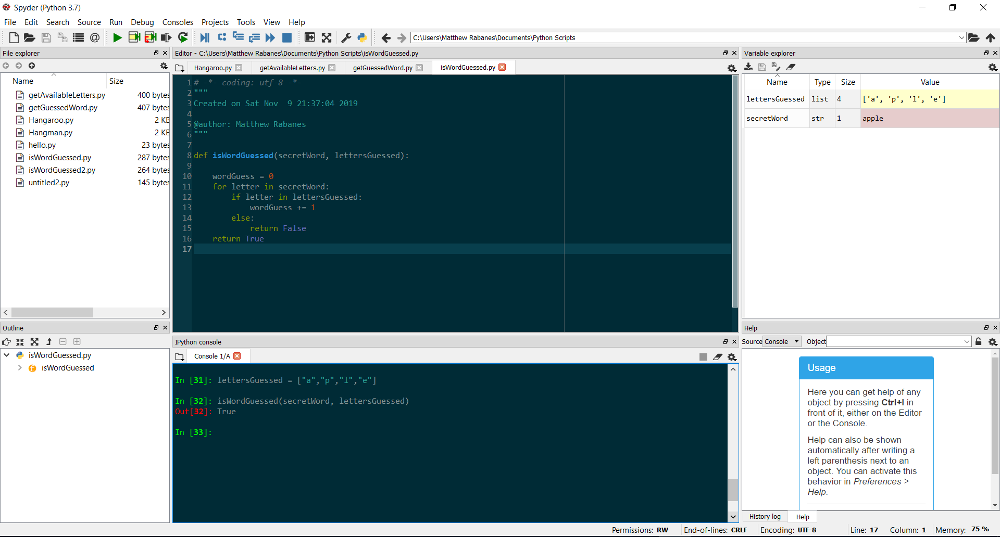 Spyder (Python 3.7)
File Edit Search Source Run Debug Consoles Projects Tools View Help
C:\Users\Matthew Rabanes\Documents\Python Scripts
File explorer
Name Size
getAvailableLetters.py 400 bytes
getGuessedWord.py 407 bytes
Hangaroo.py 2 KB
Hangman.py 2 KB
hello.py 23 bytes
isWordGuessed.py 287 bytes
isWordGuessed2.py 264 bytes
untitled2.py 145 bytes
Outline
isWordGuessed.py
isWordGuessed
Editor - C:\Users\Matthew Rabanes\Documents\Python Scripts\isWordGuessed.py
Hangaroo.py getAvailableLetters.py getGuessedWord.py isWordGuessed.py
1 # -*- coding: utf-8 -*-
2 """
3 Created on Sat Nov  9 21:37:04 2019
4
5 @author: Matthew Rabanes
6 """
7
8 def isWordGuessed(secretWord, lettersGuessed):
9
10     wordGuess = 0
11     for letter in secretWord:
12         if letter in lettersGuessed:
13             wordGuess += 1
14         else:
15             return False
16     return True
17
IPython console
Console 1/A
In [31]: lettersGuessed = ["a","p","l","e"]
In [32]: isWordGuessed(secretWord, lettersGuessed)
Out[32]: True
In [33]:
Variable explorer
Name Type Size Value
lettersGuessed list 4 ['a', 'p', 'l', 'e']
secretWord str 1 apple
Help
Source Console Object
Usage
Here you can get help of any
object by pressing Ctrl+I in
front of it, either on the Editor
or the Console.
Help can also be shown
automatically after writing a
left parenthesis next to an
object. You can activate this
behavior in Preferences >
Help.
History log Help
Permissions: RW End-of-lines: CRLF Encoding: UTF-8 Line: 17 Column: 1 Memory: 75 %